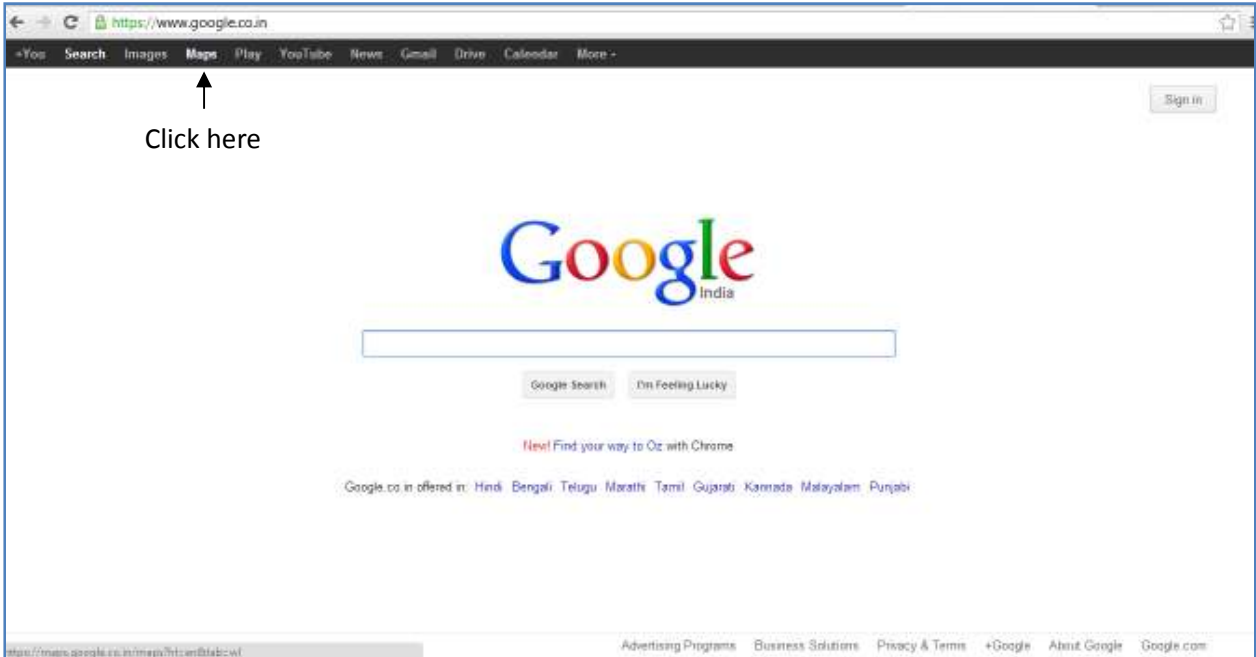 https://www.google.co.in
+You Search Images Maps Play YouTube News Gmail Drive Calendar More
Sign in
Click here
Google
India
Google Search I'm Feeling Lucky
New! Find your way to Oz with Chrome
Google.co.in offered in: Hindi Bengali Telugu Marathi Tamil Gujarati Kannada Malayalam Punjabi
Advertising Programs Business Solutions Privacy & Terms +Google About Google Google.com